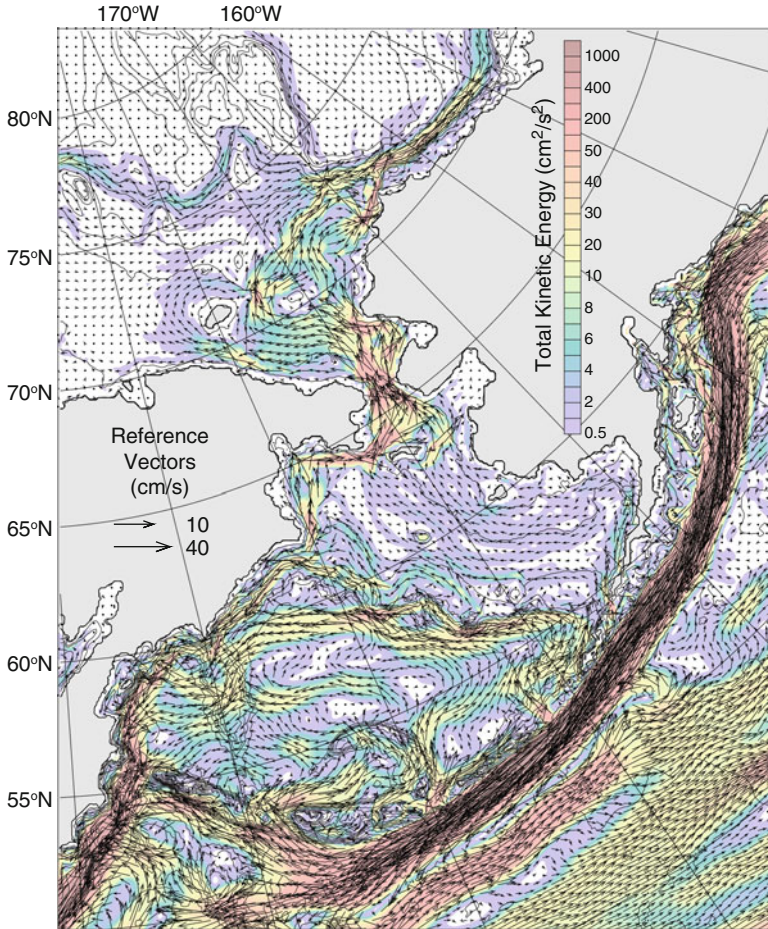 170°W 160°W
80°N
75°N
70°N
65°N
60°N
55°N
Reference
Vectors
(cm/s)
10
40
Total Kinetic Energy (cm²/s²)
1000
400
200
50
40
30
20
10
8
6
4
2
0.5